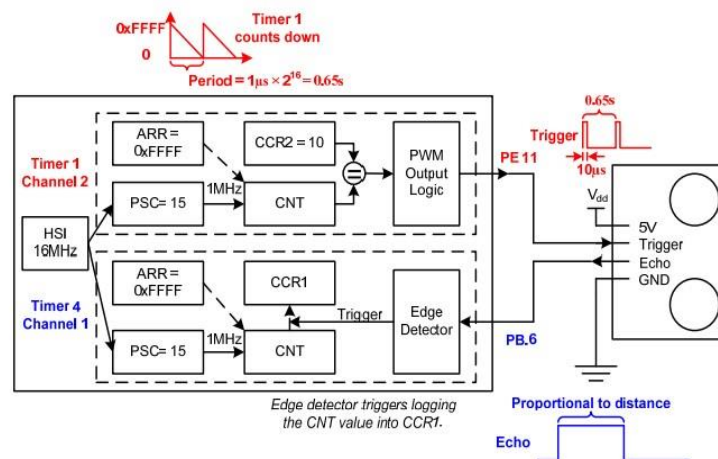 0xFFFF
0
Timer 1
counts down
Period = 1µs × 2¹⁶ = 0.65s
Timer 1
Channel 2
ARR =
0xFFFF
CCR2 = 10
PWM
Output
Logic
PSC= 15
1MHz
CNT
HSI
16MHz
Timer 4
Channel 1
ARR =
0xFFFF
CCR1
Trigger
Edge
Detector
PSC= 15
1MHz
CNT
Edge detector triggers logging
the CNT value into CCR1.
PE 11
PB.6
0.65s
Trigger
10µs
Vdd
5V
Trigger
Echo
GND
Proportional to distance
Echo